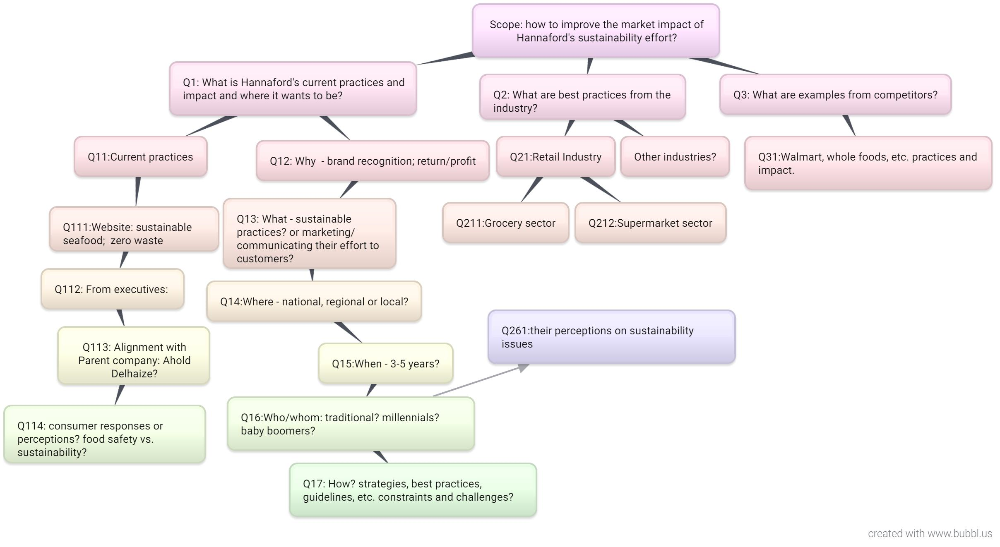 Scope: how to improve the market impact of
Hannaford's sustainability effort?
Q1: What is Hannaford's current practices and
impact and where it wants to be?
Q2: What are best practices from the
industry?
Q3: What are examples from competitors?
Q11:Current practices
Q12: Why  - brand recognition; return/profit
Q21:Retail Industry
Other industries?
Q31:Walmart, whole foods, etc. practices and
impact.
Q111:Website: sustainable
seafood;  zero waste
Q13: What - sustainable
practices? or marketing/
communicating their effort to
customers?
Q211:Grocery sector
Q212:Supermarket sector
Q112: From executives:
Q14:Where - national, regional or local?
Q113: Alignment with
Parent company: Ahold
Delhaize?
Q15:When - 3-5 years?
Q261:their perceptions on sustainability
issues
Q114: consumer responses or
perceptions? food safety vs.
sustainability?
Q16:Who/whom: traditional? millennials?
baby boomers?
Q17: How? strategies, best practices,
guidelines, etc. constraints and challenges?
created with www.bubbl.us